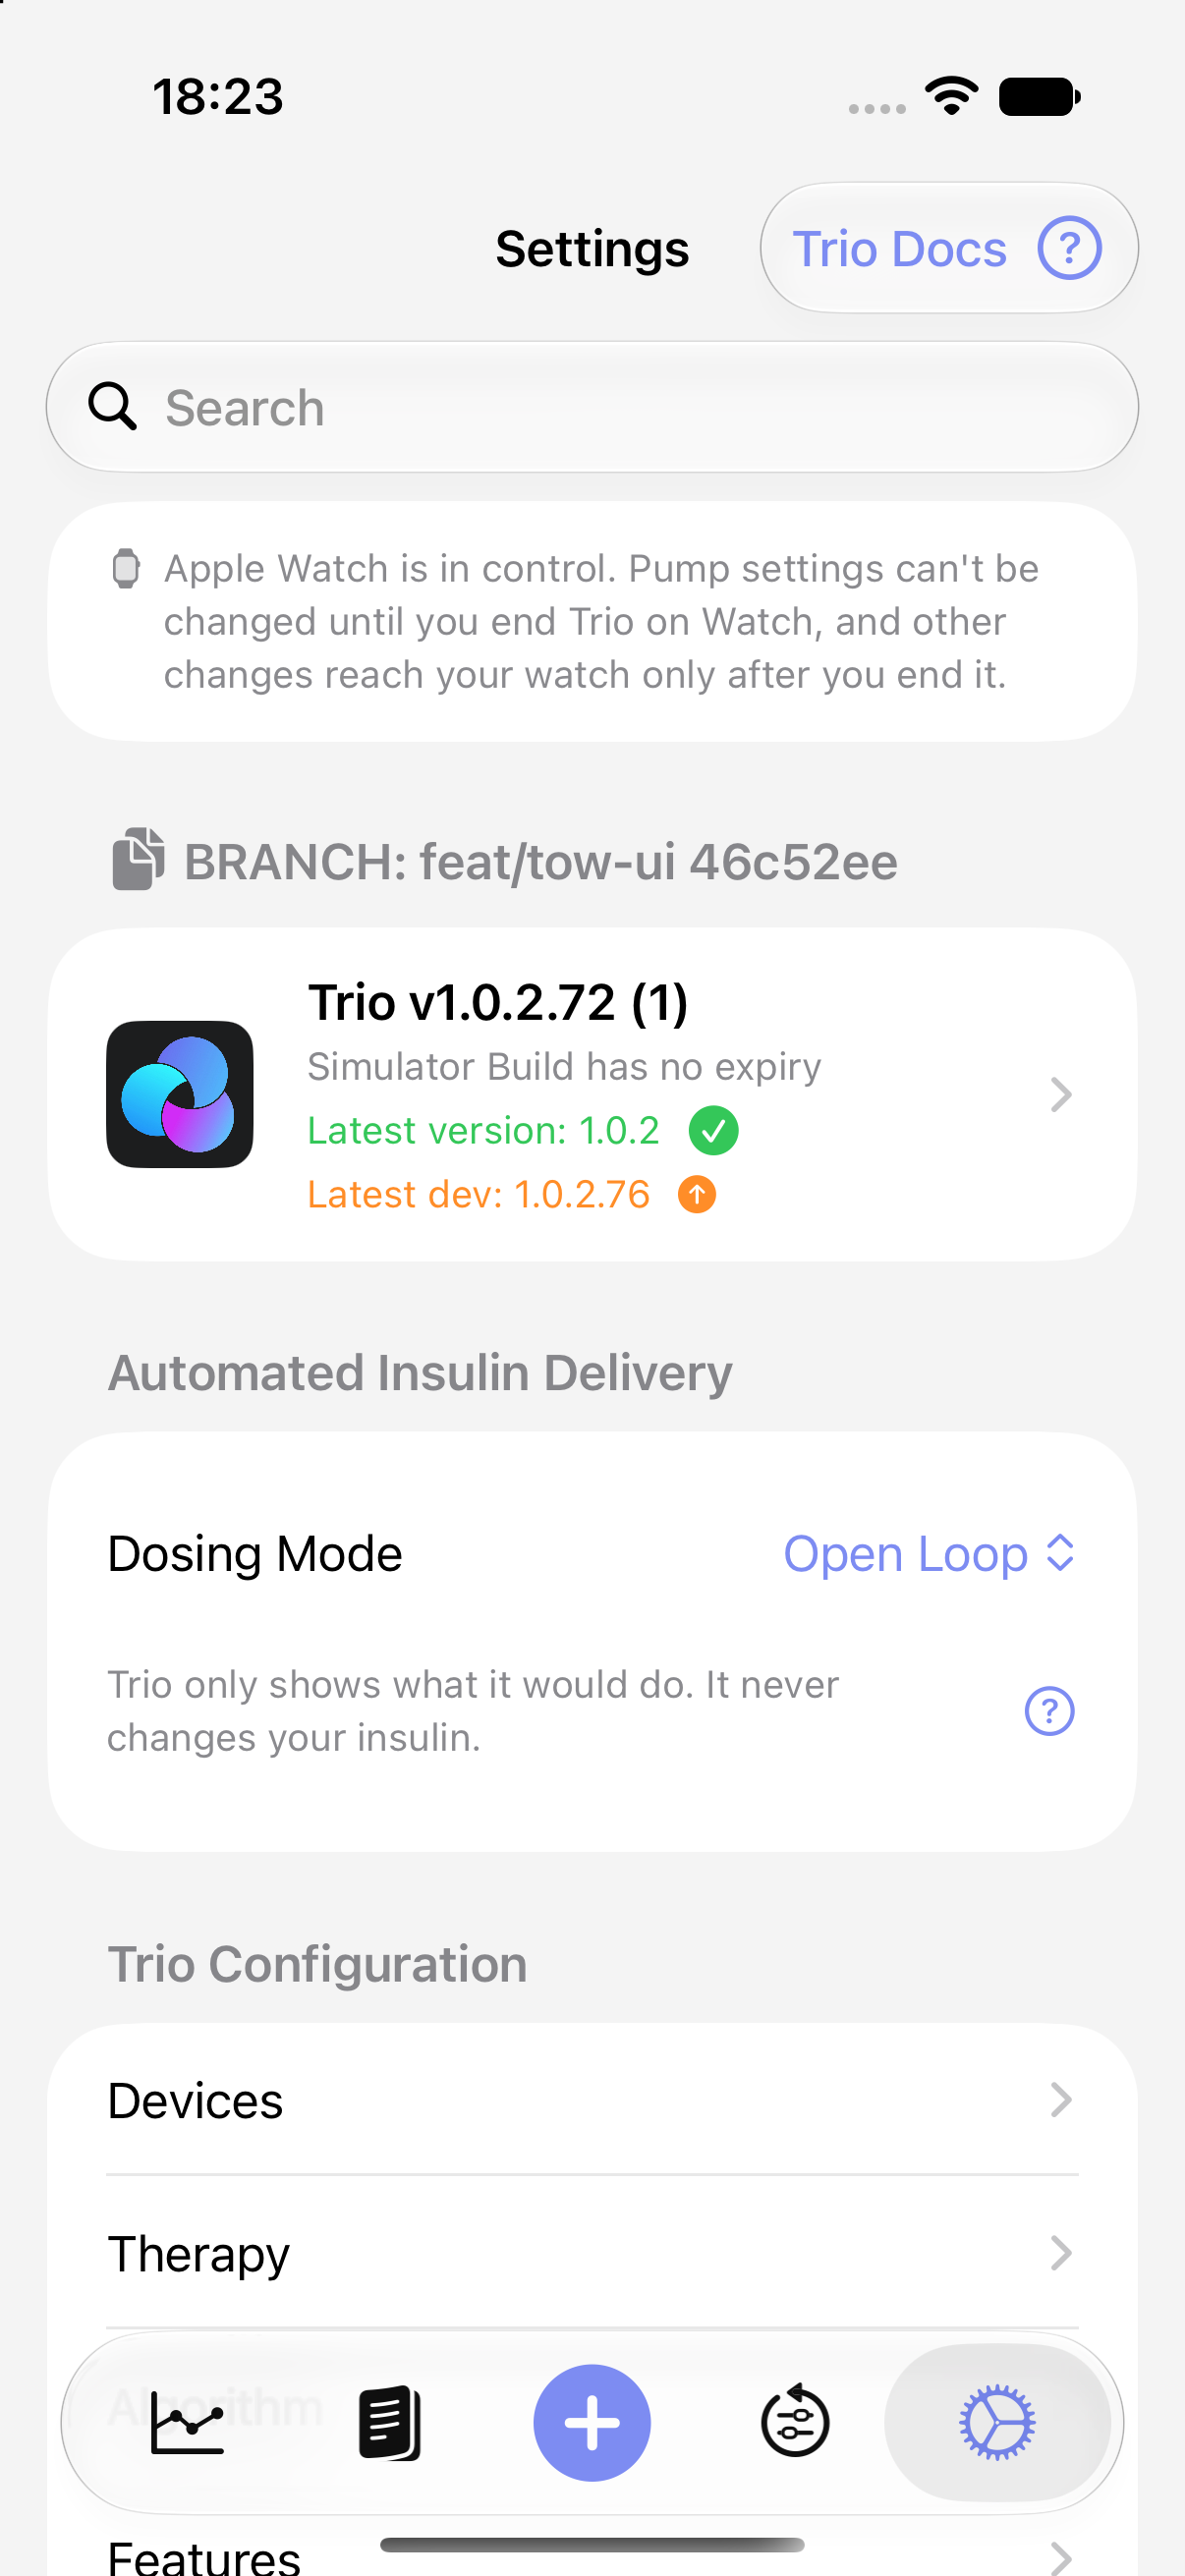 18:23
Settings
Trio Docs
Search
Apple Watch is in control. Pump settings can't be
changed until you end Trio on Watch, and other
changes reach your watch only after you end it.
BRANCH: feat/tow-ui 46c52ee
Trio v1.0.2.72 (1)
Simulator Build has no expiry
Latest version: 1.0.2
Latest dev: 1.0.2.76
Automated Insulin Delivery
Dosing Mode
Open Loop
Trio only shows what it would do. It never
changes your insulin.
Trio Configuration
Devices
Therapy
Algorithm
Features